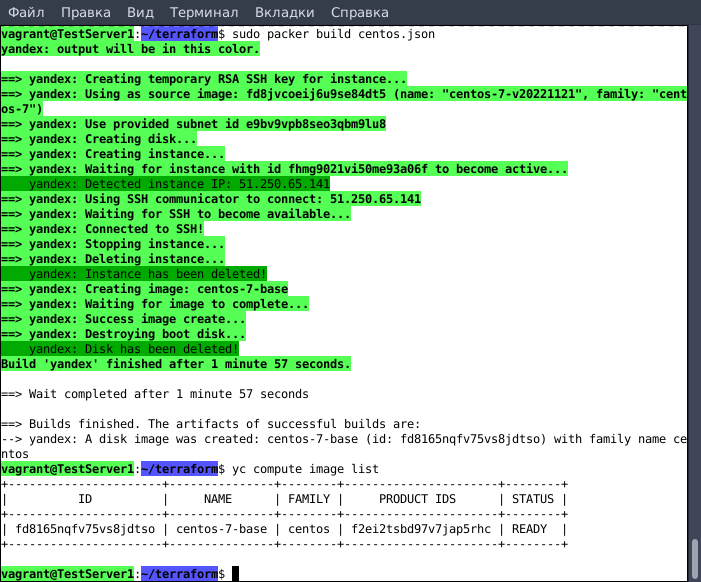 Файл Правка Вид Терминал Вкладки Справка
vagrant@TestServer1:~/terraform$ sudo packer build centos.json
yandex: output will be in this color.
==> yandex: Creating temporary RSA SSH key for instance...
==> yandex: Using as source image: fd8jvcoeij6u9se84dt5 (name: "centos-7-v20221121", family: "cent
os-7")
==> yandex: Use provided subnet id e9bv9vpb8seo3qbm9lu8
==> yandex: Creating disk...
==> yandex: Creating instance...
==> yandex: Waiting for instance with id fhmg9021vi50me93a06f to become active...
    yandex: Detected instance IP: 51.250.65.141
==> yandex: Using SSH communicator to connect: 51.250.65.141
==> yandex: Waiting for SSH to become available...
==> yandex: Connected to SSH!
==> yandex: Stopping instance...
==> yandex: Deleting instance...
    yandex: Instance has been deleted!
==> yandex: Creating image: centos-7-base
==> yandex: Waiting for image to complete...
==> yandex: Success image create...
==> yandex: Destroying boot disk...
    yandex: Disk has been deleted!
Build 'yandex' finished after 1 minute 57 seconds.
==> Wait completed after 1 minute 57 seconds
==> Builds finished. The artifacts of successful builds are:
--> yandex: A disk image was created: centos-7-base (id: fd8165nqfv75vs8jdtso) with family name ce
ntos
vagrant@TestServer1:~/terraform$ yc compute image list
+----------------------+---------------+--------+----------------------+--------+
|          ID          |     NAME      | FAMILY |     PRODUCT IDS      | STATUS |
+----------------------+---------------+--------+----------------------+--------+
| fd8165nqfv75vs8jdtso | centos-7-base | centos | f2ei2tsbd97v7jap5rhc | READY  |
+----------------------+---------------+--------+----------------------+--------+
vagrant@TestServer1:~/terraform$